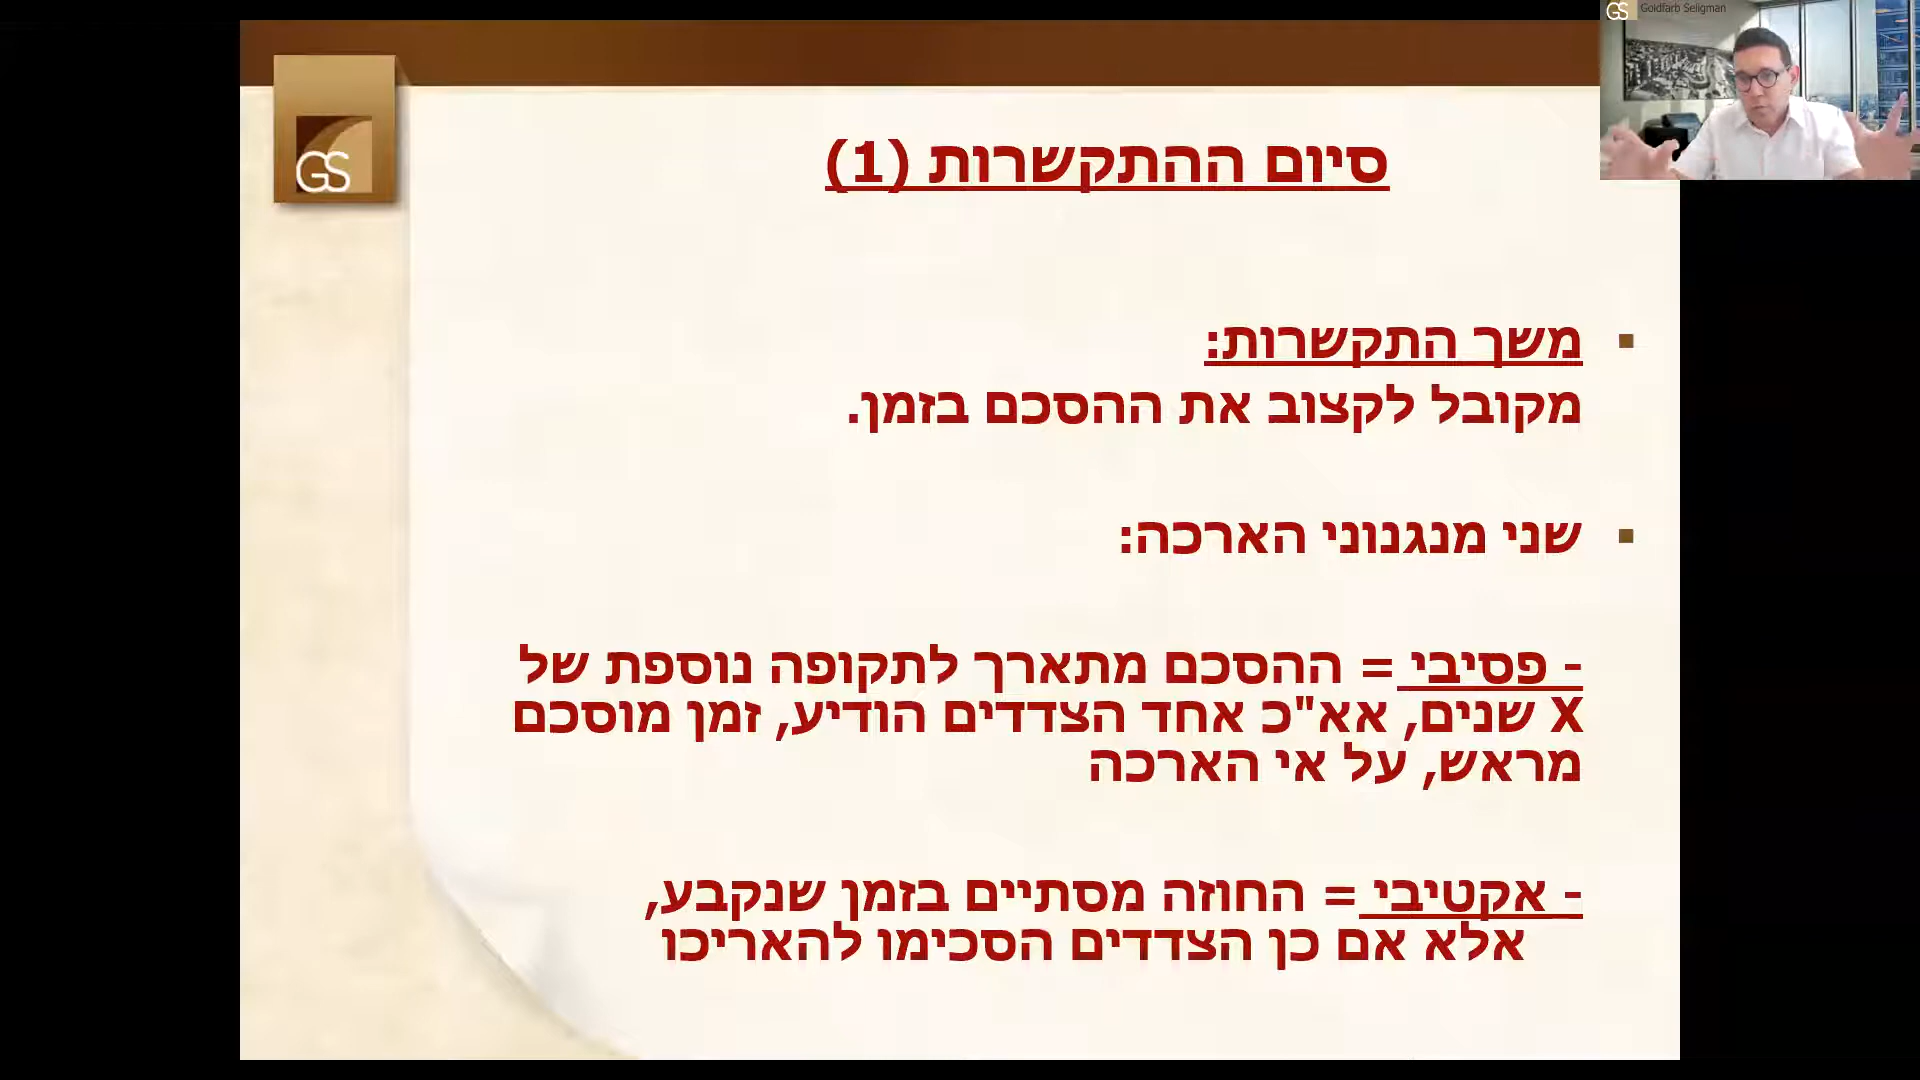 Goldfarb Seligman
GS
GS
סיום ההתקשרות (1)
▪ משך התקשרות:
מקובל לקצוב את ההסכם בזמן.
▪ שני מנגנוני הארכה:
- פסיבי = ההסכם מתארך לתקופה נוספת של
X שנים, אא"כ אחד הצדדים הודיע, זמן מוסכם
מראש, על אי הארכה
- אקטיבי = החוזה מסתיים בזמן שנקבע,
אלא אם כן הצדדים הסכימו להאריכו